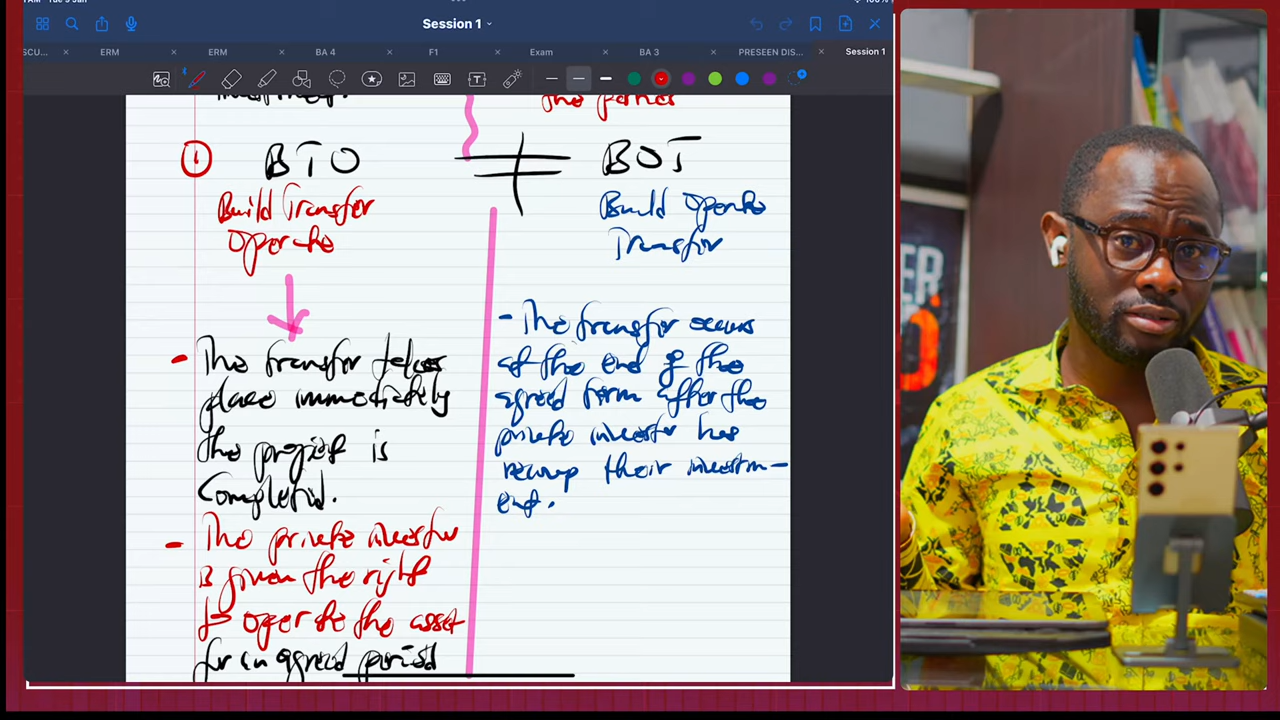 Session 1
ERM
ERM
BA 4
F1
Exam
BA 3
PRESEEN DIS...
Session 1
investment.
the parties
1 BTO ≠ BOT
Build Transfer
Operate
Build Operate
Transfer
- The transfer takes
place immediately
the project is
Completed.
- The private investor
is given the right
to operate the asset
for an agreed period
- The transfer occurs
at the end of the
agreed term after the
private investor has
recoup their investm-
ent.